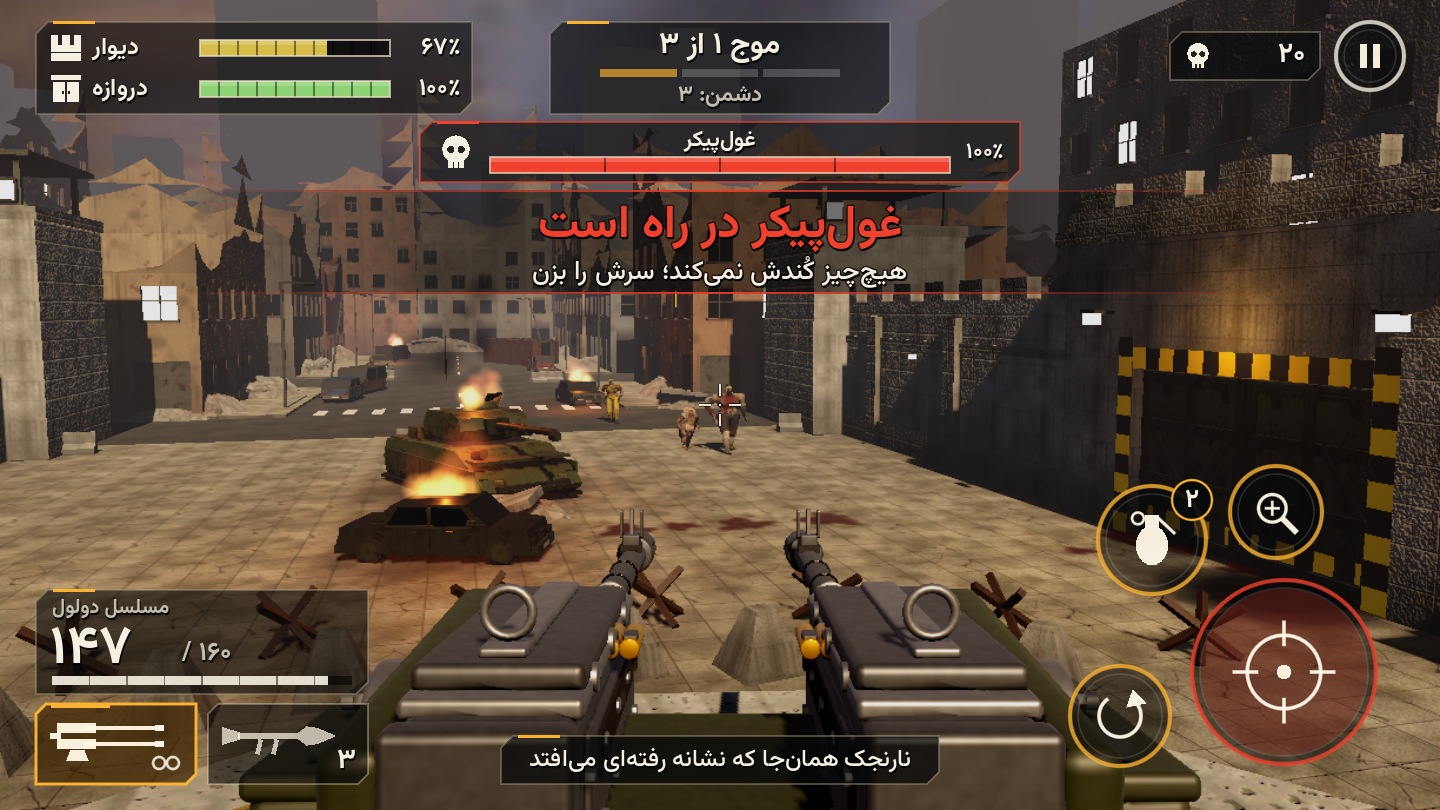 دیوار ۶۷٪
دروازه ۱۰۰٪
موج ۱ از ۳
دشمن: ۳
۲۰
غول‌پیکر ۱۰۰٪
غول‌پیکر در راه است
هیچ‌چیز کُندش نمی‌کند؛ سرش را بزن
۲
مسلسل دولول
۱۴۷ / ۱۶۰
∞
۳
نارنجک همان‌جا که نشانه رفته‌ای می‌افتد